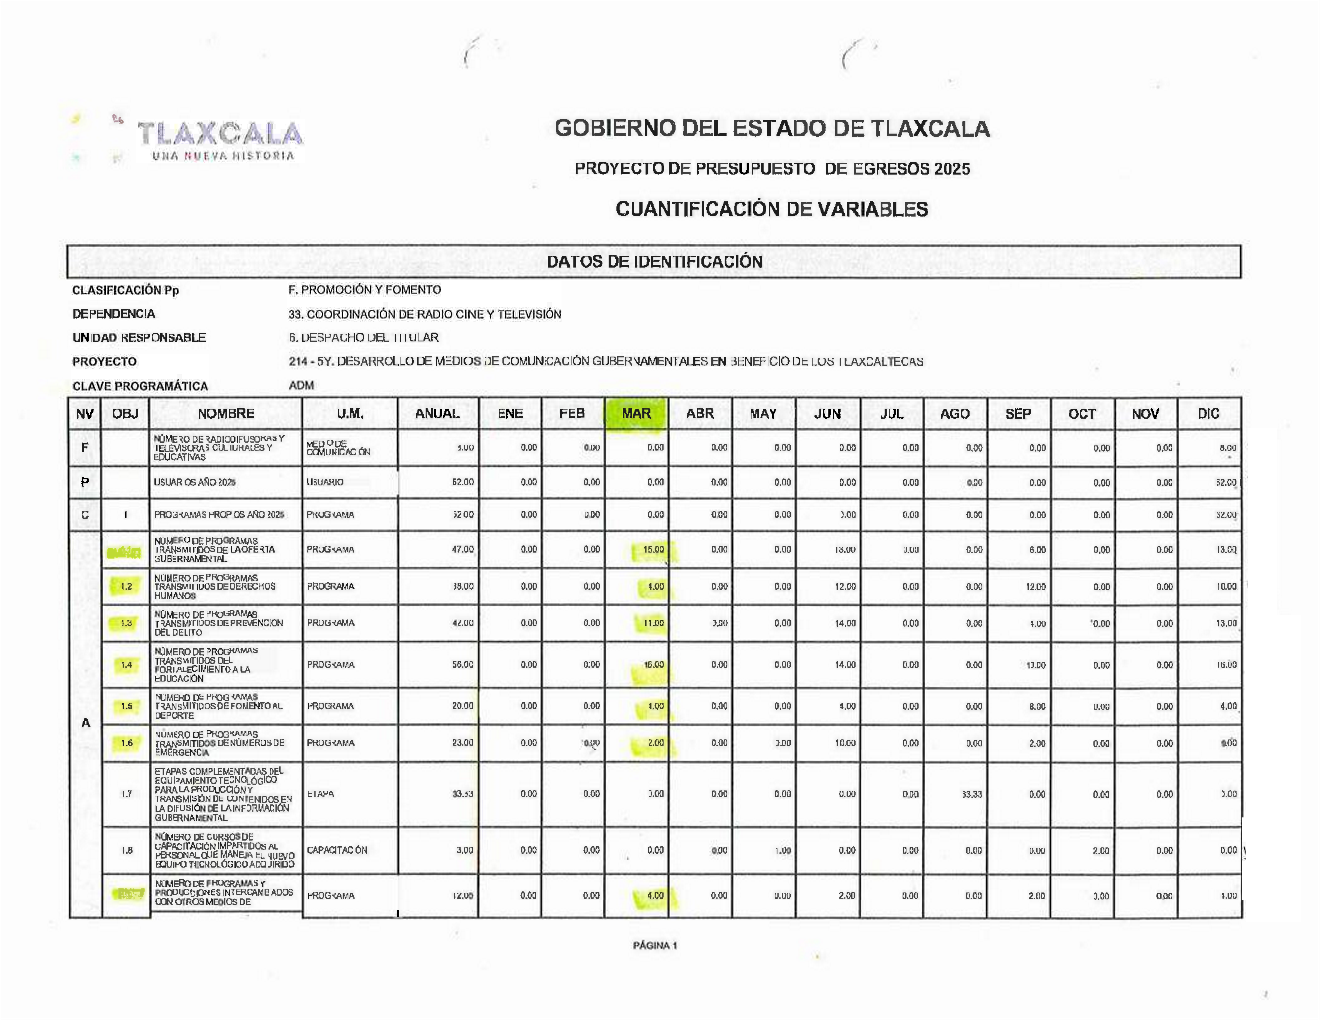 TLAXCALA
UNA NUEVA HISTORIA
GOBIERNO DEL ESTADO DE TLAXCALA
PROYECTO DE PRESUPUESTO DE EGRESOS 2025
CUANTIFICACIÓN DE VARIABLES
DATOS DE IDENTIFICACIÓN
CLASIFICACIÓN Pp F. PROMOCIÓN Y FOMENTO
DEPENDENCIA 33. COORDINACIÓN DE RADIO CINE Y TELEVISIÓN
UNIDAD RESPONSABLE 6. DESPACHO DEL TITULAR
PROYECTO 214 - 5Y. DESARROLLO DE MEDIOS DE COMUNICACIÓN GUBERNAMENTALES EN BENEFICIO DE LOS TLAXCALTECAS
CLAVE PROGRAMÁTICA ADM
NV OBJ NOMBRE U.M. ANUAL ENE FEB MAR ABR MAY JUN JUL AGO SEP OCT NOV DIC
NÚMERO DE RADIODIFUSORAS Y
F TELEVISORAS CULTURALES Y MEDIO DE COMUNICACIÓN 0.00 0.00 0.00 0.00 0.00 0.00 0.00 0.00 0.00 0.00 0.00 8.00
EDUCATIVAS
P USUARIOS AÑO 2025 USUARIO 52.00 0.00 0.00 0.00 0.00 0.00 0.00 0.00 0.00 0.00 0.00 0.00 52.00
C 1 PROGRAMAS PROPIOS AÑO 2025 PROGRAMA 0.00 0.00 0.00 0.00 0.00 0.00 0.00 0.00 0.00 0.00 0.00
NÚMERO DE PROGRAMAS
TRANSMITIDOS DE LA OFERTA PROGRAMA 47.00 0.00 0.00 15.00 0.00 0.00 0.00 0.00 6.00 0.00 0.00 13.00
GUBERNAMENTAL
NÚMERO DE PROGRAMAS
1.2 TRANSMITIDOS DE DERECHOS PROGRAMA 0.00 0.00 4.00 0.00 0.00 12.00 0.00 0.00 12.00 0.00 0.00 10.00
HUMANOS
NÚMERO DE PROGRAMAS
1.3 TRANSMITIDOS DE PREVENCIÓN PROGRAMA 42.00 0.00 0.00 11.00 0.00 0.00 14.00 0.00 0.00 4.00 0.00 0.00 13.00
DEL DELITO
NÚMERO DE PROGRAMAS
1.4 TRANSMITIDOS DEL PROGRAMA 0.00 0.00 0.00 0.00 14.00 0.00 0.00 0.00 0.00
FORTALECIMIENTO A LA
EDUCACIÓN
NÚMERO DE PROGRAMAS
1.5 TRANSMITIDOS DE FOMENTO AL PROGRAMA 20.00 0.00 0.00 4.00 0.00 0.00 4.00 0.00 0.00 8.00 0.00 0.00 4.00
DEPORTE
A
NÚMERO DE PROGRAMAS
1.6 TRANSMITIDOS DE NÚMEROS DE PROGRAMA 23.00 0.00 0.00 2.00 0.00 0.00 10.00 0.00 0.00 2.00 0.00 0.00
EMERGENCIA
ETAPAS COMPLEMENTADAS DEL
EQUIPAMIENTO TECNOLÓGICO
PARA LA PRODUCCIÓN Y
1.7 TRANSMISIÓN DE CONTENIDOS EN ETAPA 33.33 0.00 0.00 0.00 0.00 0.00 0.00 0.00 33.33 0.00 0.00 0.00 0.00
LA DIFUSIÓN DE LA INFORMACIÓN
GUBERNAMENTAL
NÚMERO DE CURSOS DE
CAPACITACIÓN IMPARTIDOS AL
1.8 PERSONAL QUE MANEJA EL NUEVO CAPACITACIÓN 3.00 0.00 0.00 0.00 0.00 1.00 0.00 0.00 0.00 0.00 2.00 0.00 0.00
EQUIPO TECNOLÓGICO ADQUIRIDO
NÚMERO DE PROGRAMAS Y
PRODUCCIONES INTERCAMBIADOS PROGRAMA 12.00 0.00 0.00 4.00 0.00 0.00 2.00 0.00 0.00 2.00 0.00
CON OTROS MEDIOS DE
PÁGINA 1